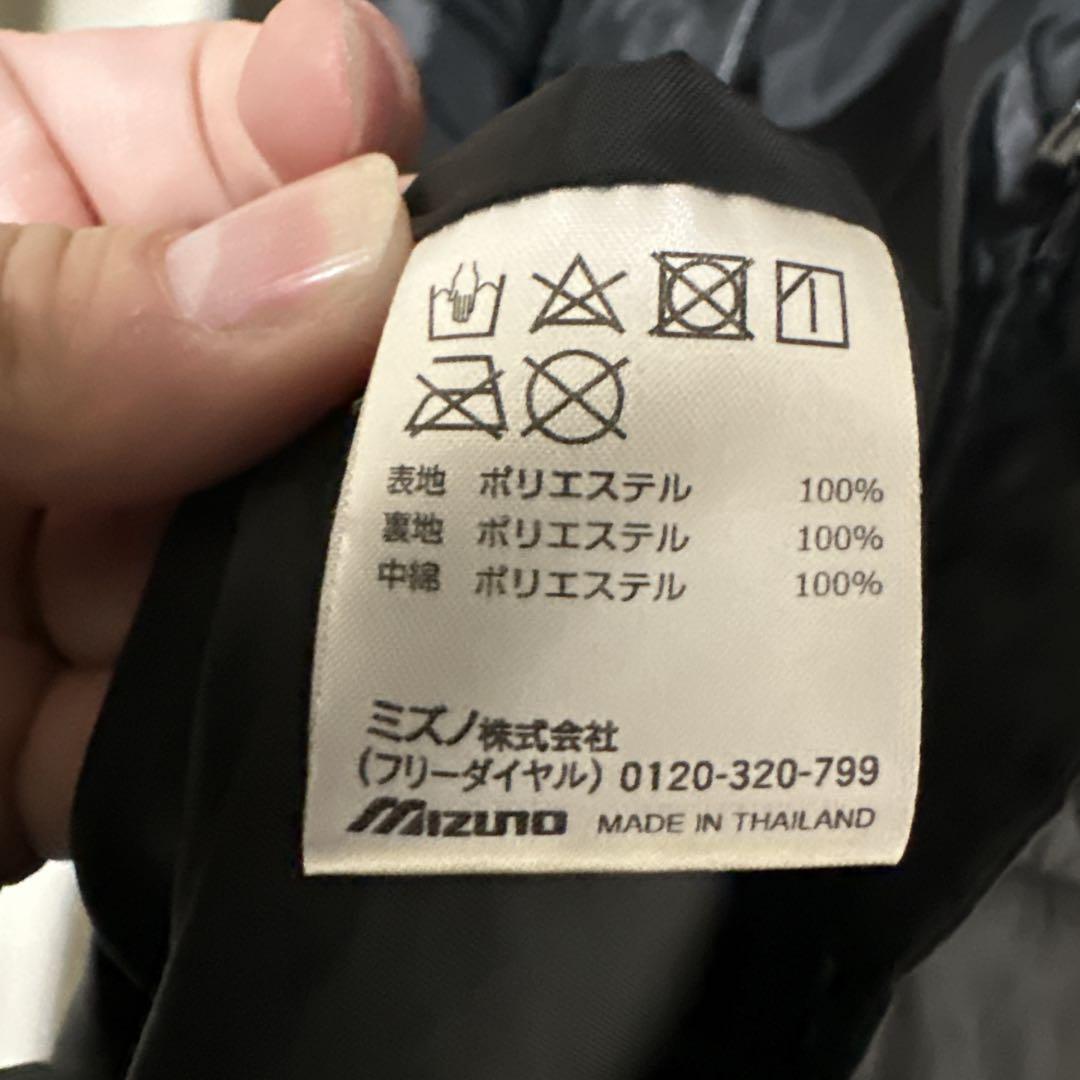 表地 ポリエステル 100%
裏地 ポリエステル 100%
中綿 ポリエステル 100%
ミズノ株式会社
(フリーダイヤル) 0120-320-799
MIZUNO MADE IN THAILAND